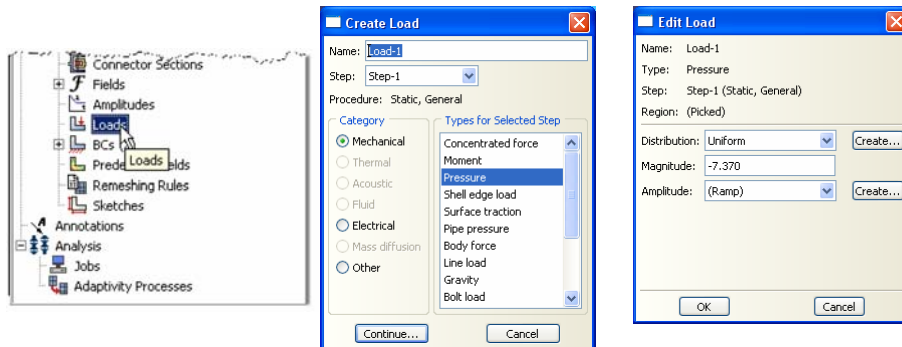 Connector Sections
Fields
Amplitudes
Loads
BCs
Loads
Remeshing Rules
Sketches
Annotations
Analysis
Jobs
Adaptivity Processes
Create Load
Name: Load-1
Step: Step-1
Procedure: Static, General
Category
Mechanical
Thermal
Acoustic
Fluid
Electrical
Mass diffusion
Other
Types for Selected Step
Concentrated force
Moment
Pressure
Shell edge load
Surface traction
Pipe pressure
Body force
Line load
Gravity
Bolt load
Continue... Cancel
Edit Load
Name: Load-1
Type: Pressure
Step: Step-1 (Static, General)
Region: (Picked)
Distribution: Uniform Create...
Magnitude: -7.370
Amplitude: (Ramp) Create...
OK Cancel